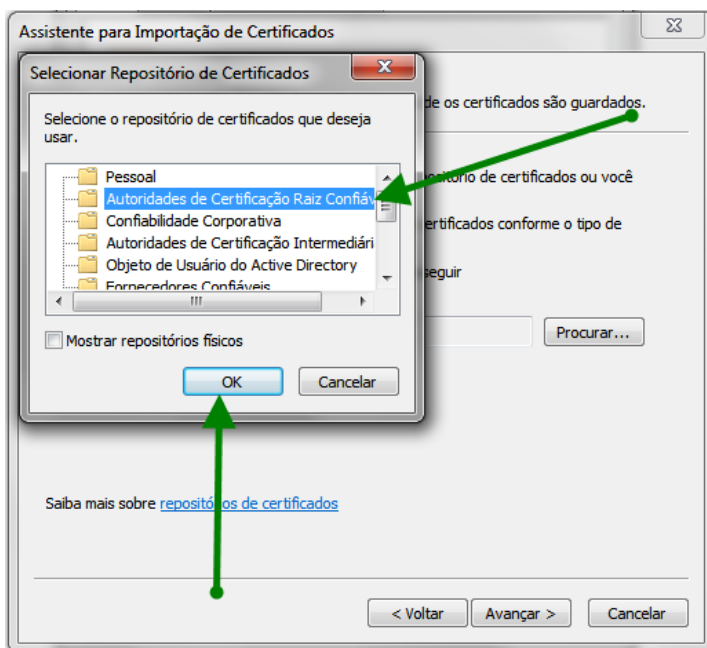 Assistente para Importação de Certificados
Selecionar Repositório de Certificados
de os certificados são guardados.
Selecione o repositório de certificados que deseja
usar.
Pessoal
Autoridades de Certificação Raiz Confiáv
Confiabilidade Corporativa
Autoridades de Certificação Intermediári
Objeto de Usuário do Active Directory
Fornecedores Confiáveis
de certificados ou você
ertificados conforme o tipo de
seguir
Mostrar repositórios físicos
Procurar...
OK
Cancelar
Saiba mais sobre repositórios de certificados
< Voltar
Avançar >
Cancelar